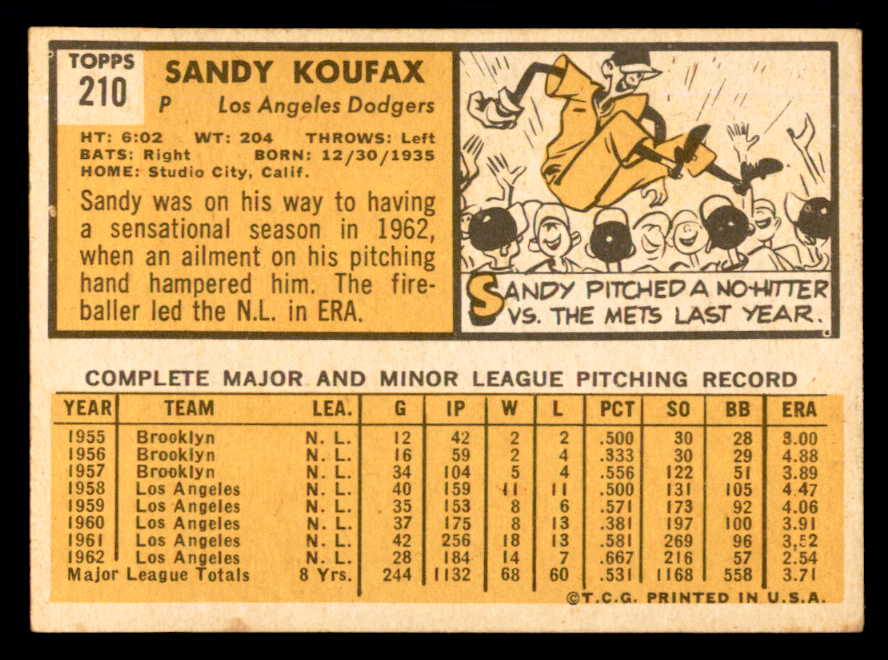 TOPPS
210
SANDY KOUFAX
P Los Angeles Dodgers
HT: 6:02 WT: 204 THROWS: Left
BATS: Right BORN: 12/30/1935
HOME: Studio City, Calif.
Sandy was on his way to having
a sensational season in 1962,
when an ailment on his pitching
hand hampered him. The fire-
baller led the N.L. in ERA.
SANDY PITCHED A NO-HITTER
VS. THE METS LAST YEAR.
COMPLETE MAJOR AND MINOR LEAGUE PITCHING RECORD
YEAR TEAM LEA. G IP W L PCT SO BB ERA
1955 Brooklyn N. L. 12 42 2 2 .500 30 28 3.00
1956 Brooklyn N. L. 16 59 2 4 .333 30 29 4.88
1957 Brooklyn N. L. 34 104 5 4 .556 122 51 3.89
1958 Los Angeles N. L. 40 159 11 11 .500 131 105 4.47
1959 Los Angeles N. L. 35 153 8 6 .571 173 92 4.06
1960 Los Angeles N. L. 37 175 8 13 .381 197 100 3.91
1961 Los Angeles N. L. 42 256 18 13 .581 269 96 3.52
1962 Los Angeles N. L. 28 184 14 7 .667 216 57 2.54
Major League Totals 8 Yrs. 244 1132 68 60 .531 1168 558 3.71
©T.C.G. PRINTED IN U.S.A.